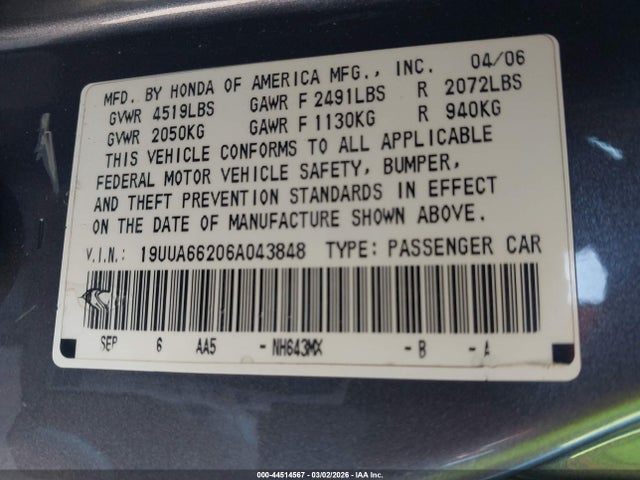 MFD. BY HONDA OF AMERICA MFG., INC. 04/06
GVWR 4519LBS GAWR F 2491LBS R 2072LBS
GVWR 2050KG GAWR F 1130KG R 940KG
THIS VEHICLE CONFORMS TO ALL APPLICABLE
FEDERAL MOTOR VEHICLE SAFETY, BUMPER,
AND THEFT PREVENTION STANDARDS IN EFFECT
ON THE DATE OF MANUFACTURE SHOWN ABOVE.
V.I.N.: 19UUA66206A043848 TYPE: PASSENGER CAR
SEP 6 AA5 - NH643MX - B - A
000-44514567 - 03/02/2026 - IAA Inc.